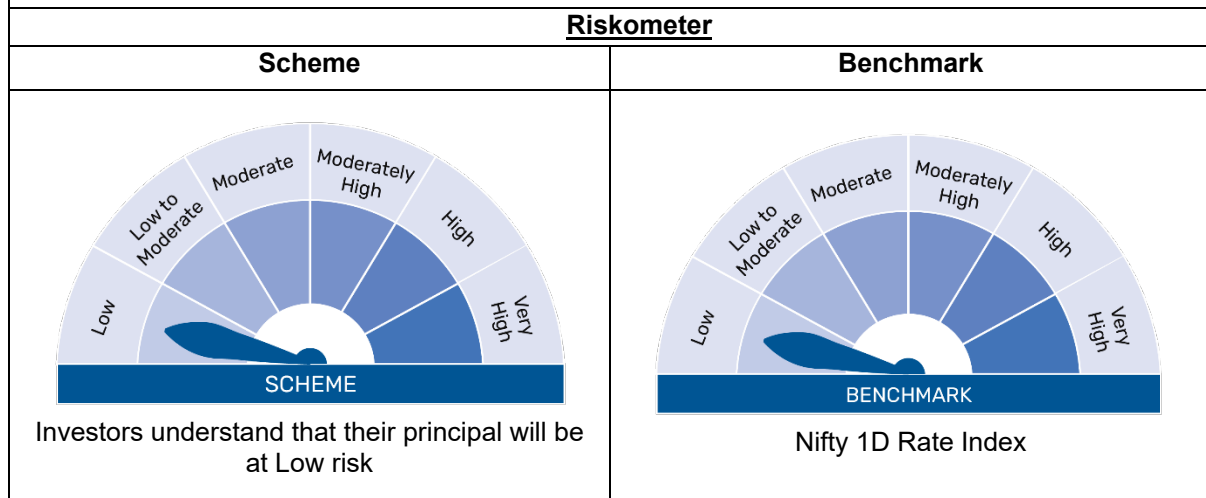 Riskometer
Scheme
Benchmark
Low
Low to
Moderate
Moderate
Moderately
High
High
Very
High
SCHEME
Investors understand that their principal will be
at Low risk
Low
Low to
Moderate
Moderate
Moderately
High
High
Very
High
BENCHMARK
Nifty 1D Rate Index